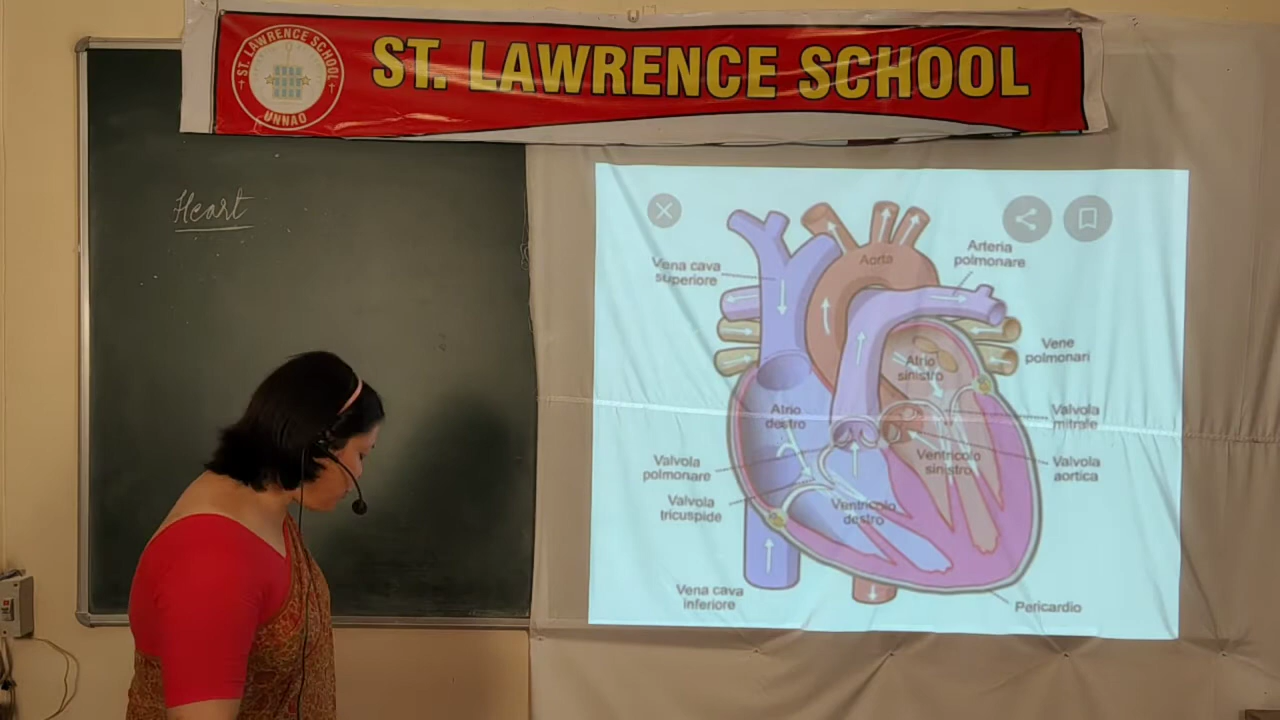 ST. LAWRENCE SCHOOL
ST. LAWRENCE SCHOOL
UNNAO
Heart
Vena cava
superiore
Aorta
Arteria
polmonare
Vene
polmonari
Atrio
sinistro
Atrio
destro
Valvola
mitrale
Valvola
polmonare
Ventricolo
sinistro
Valvola
aortica
Valvola
tricuspide
Ventricolo
destro
Vena cava
inferiore
Pericardio